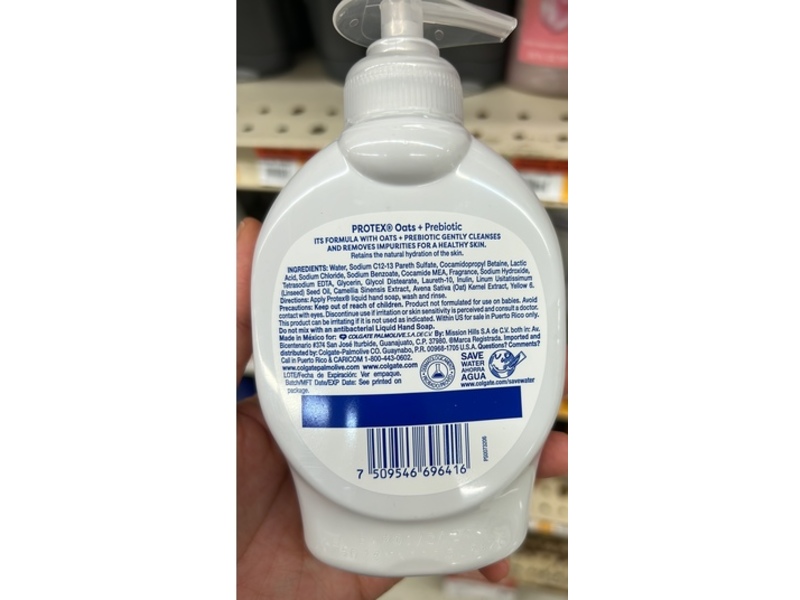 PROTEX® Oats + Prebiotic
ITS FORMULA WITH OATS + PREBIOTIC GENTLY CLEANSES
AND REMOVES IMPURITIES FOR A HEALTHY SKIN.
Retains the natural hydration of the skin.
INGREDIENTS: Water, Sodium C12-13 Pareth Sulfate, Cocamidopropyl Betaine, Lactic
Acid, Sodium Chloride, Sodium Benzoate, Cocamide MEA, Fragrance, Sodium Hydroxide,
Tetrasodium EDTA, Glycerin, Glycol Distearate, Laureth-10, Inulin, Linum Usitatissimum
(Linseed) Seed Oil, Camellia Sinensis Extract, Avena Sativa (Oat) Kernel Extract, Yellow 6.
Directions: Apply Protex® liquid hand soap, wash and rinse.
Precautions: Keep out of reach of children. Product not formulated for use on babies. Avoid
contact with eyes. Discontinue use if irritation or skin sensitivity is perceived and consult a doctor.
This product can be irritating if it is not used as indicated. Within US for sale in Puerto Rico only.
Do not mix with an antibacterial Liquid Hand Soap.
Made in México for: COLGATE PALMOLIVE, S.A. DE C.V. By: Mission Hills S.A de C.V. both in: Av.
Bicentenario #374 San José Iturbide, Guanajuato, C.P. 37980. ®Marca Registrada. Imported and
distributed by: Colgate-Palmolive CO. Guaynabo, P.R. 00968-1705 U.S.A. Questions? Comments?
Call in Puerto Rico & CARICOM 1-800-443-0602.
www.colgatepalmolive.com www.colgate.com
LOTE/Fecha de Expiración: Ver empaque.
Batch/MFT Date/EXP Date: See printed on
package.
SAVE
WATER
AHORRA
AGUA
www.colgate.com/savewater
7 509546 696416